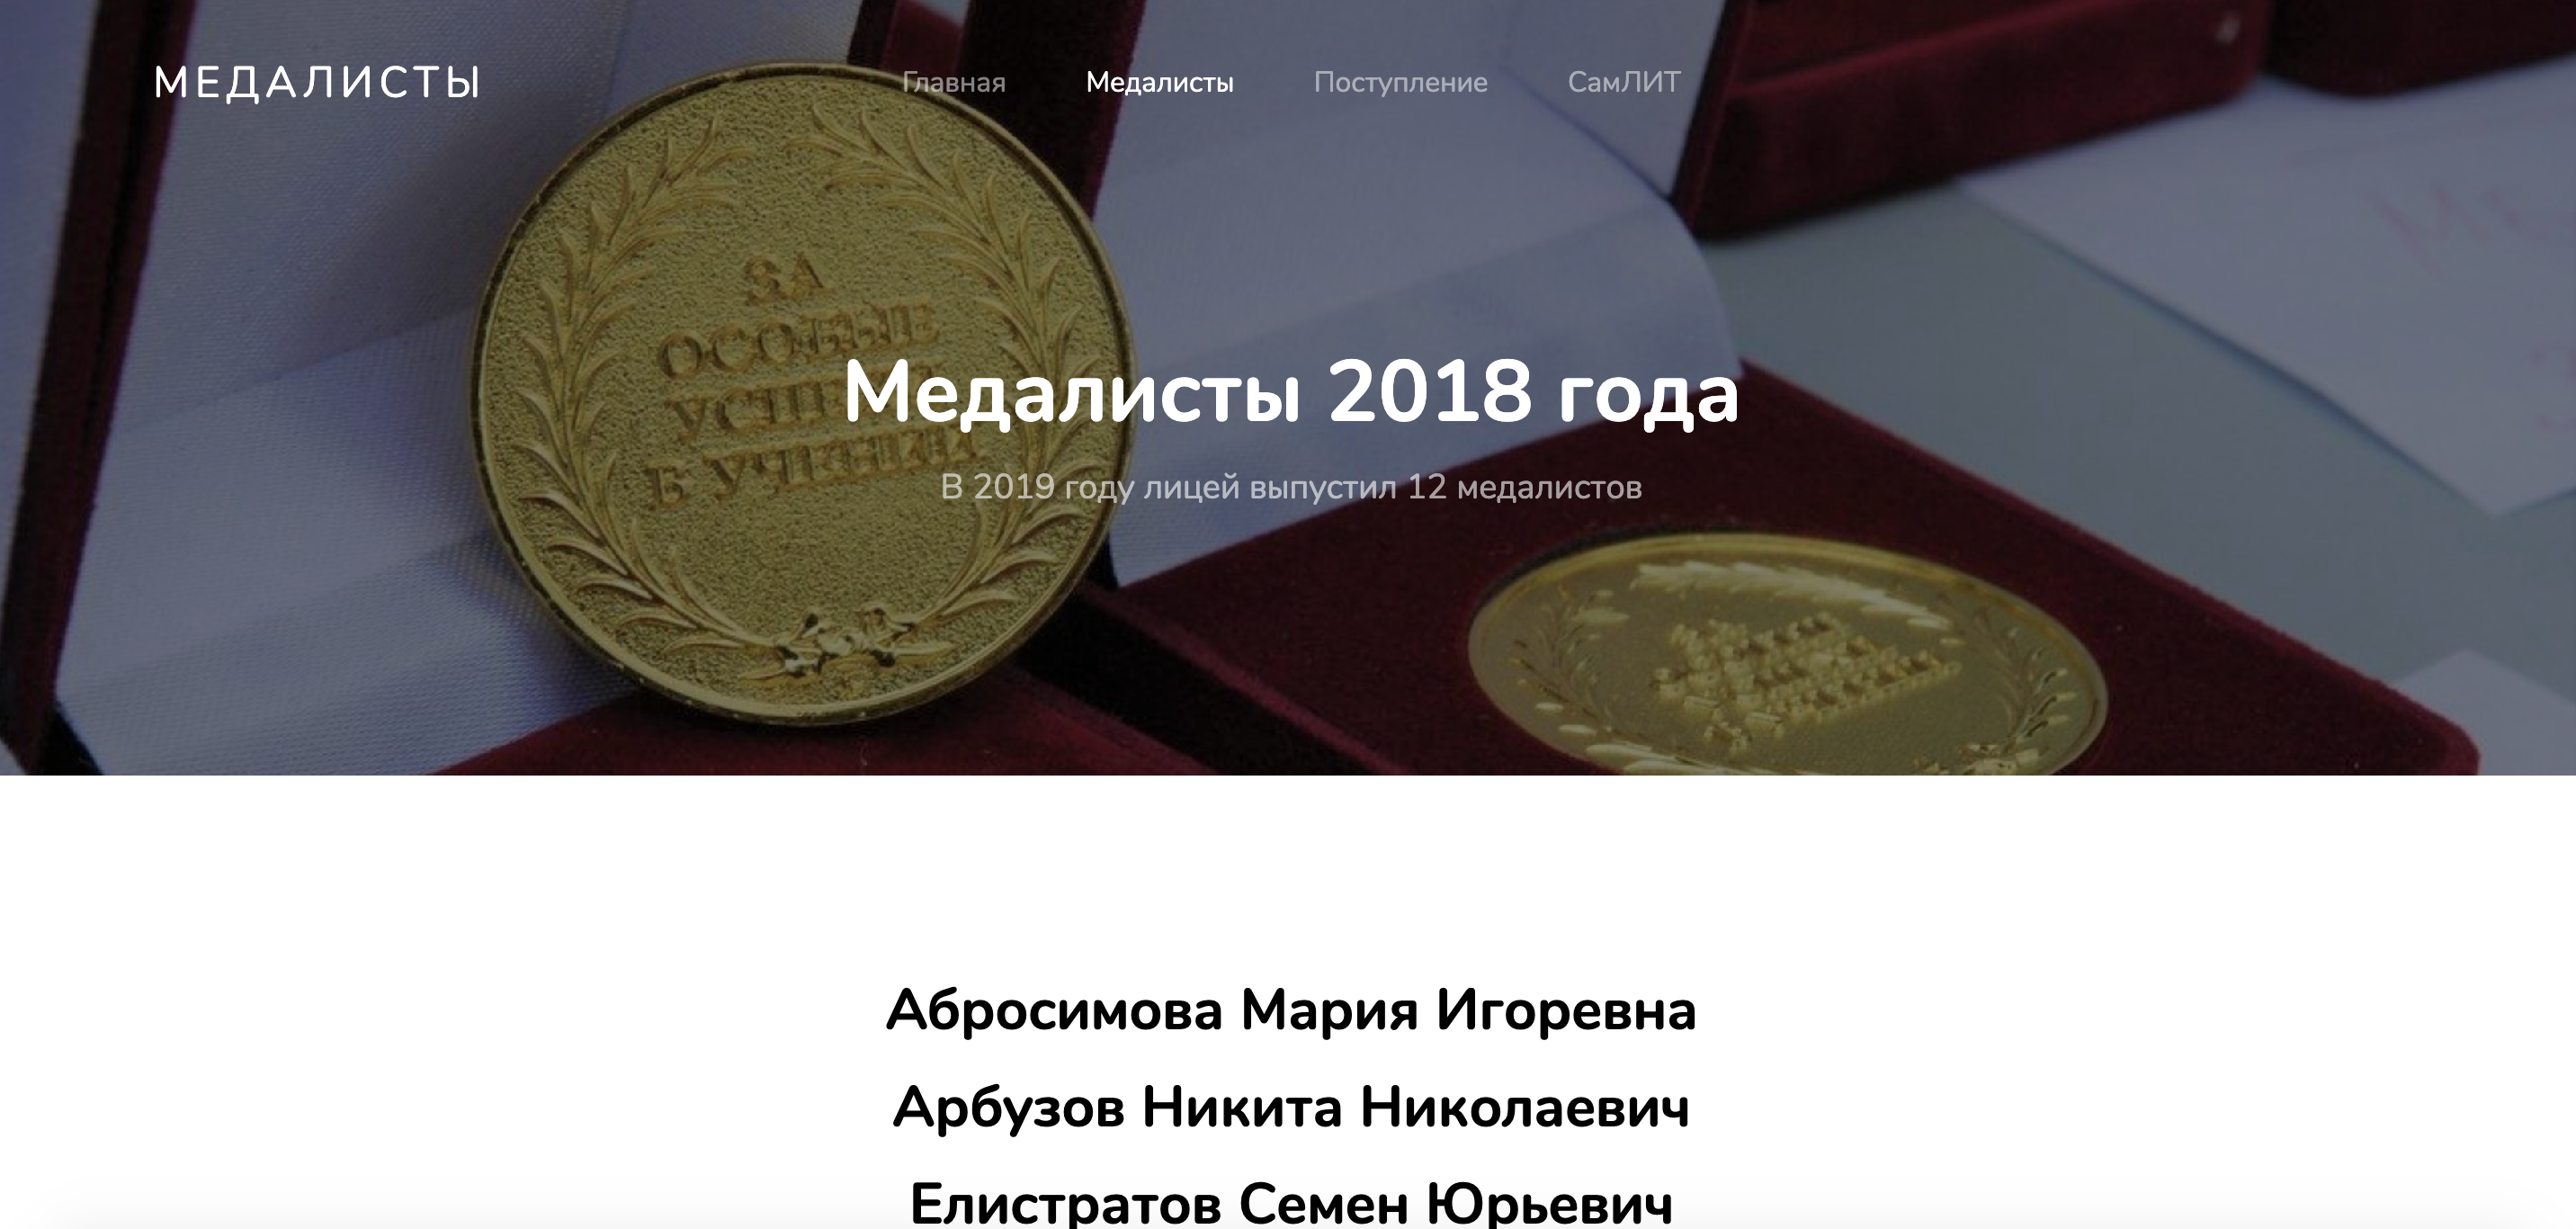 МЕДАЛИСТЫ
Главная
Медалисты
Поступление
СамЛИТ
ЗА
ОСОБЫЕ
В УЧЕНИИ
Медалисты 2018 года
В 2019 году лицей выпустил 12 медалистов
Абросимова Мария Игоревна
Арбузов Никита Николаевич
Елистратов Семен Юрьевич